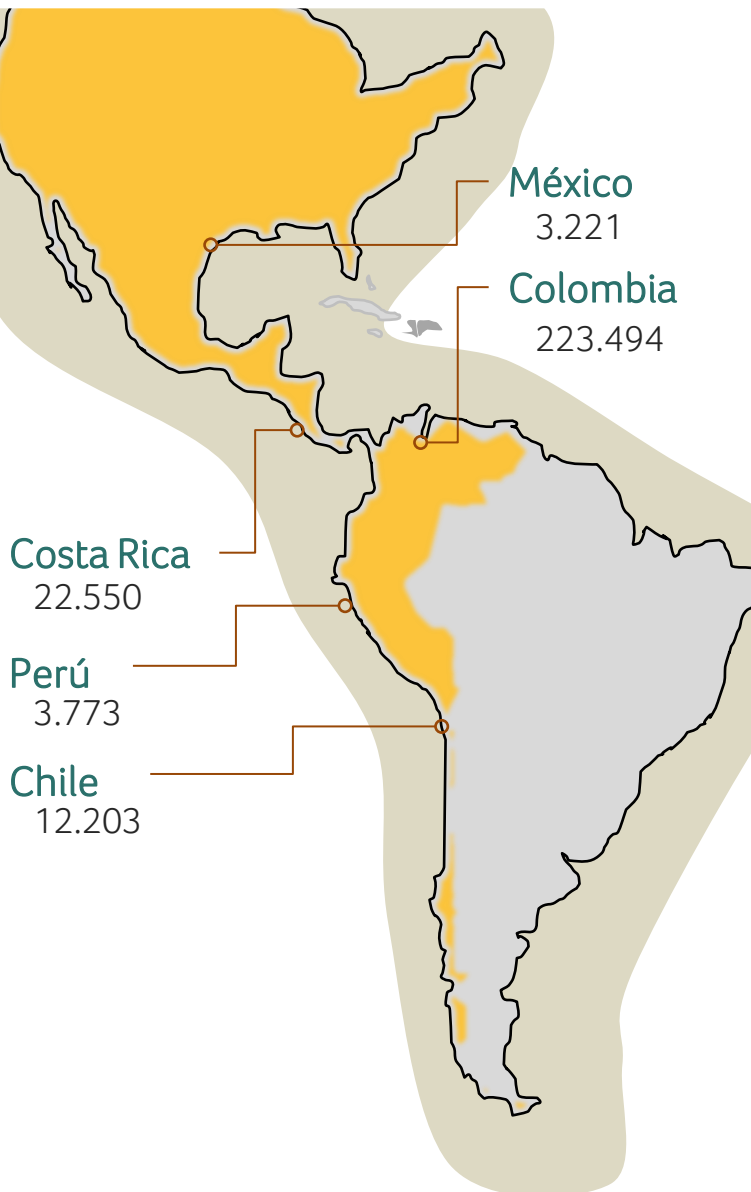 México
3.221
Colombia
223.494
Costa Rica
22.550
Perú
3.773
Chile
12.203